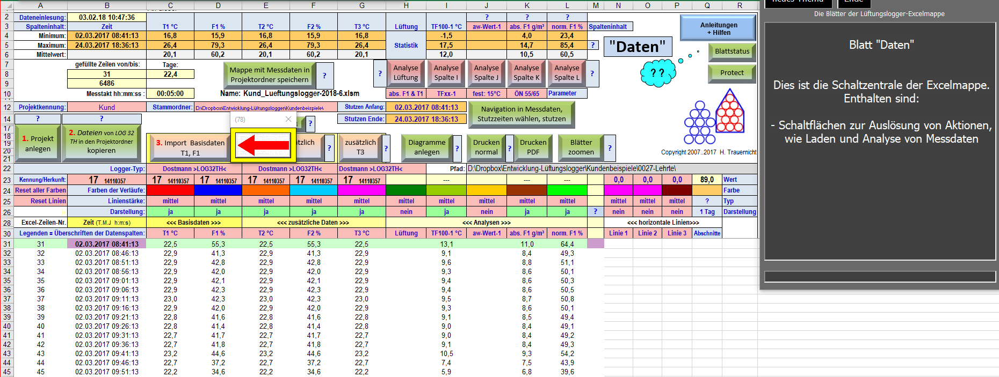 A B C D E F G H I J K L M N O P Q R
2 Dateneinlesung: 03.02.18 10:47:36 ? ? ?
3 Spalteninhalt: Zeit T1 °C F1 % T2 °C F2 % T3 °C Lüftung TF100-1 °C aw-Wert-1 abs. F1 g/m³ norm. F1 % Spalteninhalt
4 Minimum: 02.03.2017 08:41:13 16,8 15,9 16,8 15,9 16,8 -1,5 4,0 23,4
5 Maximum: 24.03.2017 18:36:13 26,4 79,3 26,4 79,3 26,4 Statistik 17,5 14,7 85,4 ?
6 Mittelwert: 20,1 60,2 20,1 60,2 20,1 12,0 10,5 60,5
"Daten"
Anleitungen
+ Hilfen
Blattstatus
Protect
? ?
7 gefüllte Zeilen von/bis: Tage:
8 31 22,4
9 6486
Mappe mit Messdaten in
Projektordner speichern
?
?
Analyse
Lüftung
Analyse
Spalte I
Analyse
Spalte J
Analyse
Spalte K
Analyse
Spalte L
?
10 Messtakt hh:mm:ss : 00:05:00 Name: Kund_Lueftungslogger-2018-6.xlsm abs. F1 & T1 TFxx-1 fest: 15°C ÖN 55/65 Parameter
12 Projektkennung: Kund Stammordner: D:\Dropbox\Entwicklung-Lüftungslogger\Kundenbeispiele\ Stutzen Anfang: 02.03.2017 08:41:13
14 ? ? ? Stutzen Ende: 24.03.2017 18:36:13
Navigation in Messdaten,
Stutzzeiten wählen, stutzen
(78)
17
18
19
20
21
1. Projekt
anlegen
2. Dateien von LOG 32
TH in den Projektordner
kopieren
3. Import Basisdaten
T1, F1
?
zusätzlich
T3
?
Diagramme
anlegen
?
Drucken
normal
?
Drucken
PDF
Blätter
zoomen
?
Copyright 2007..2017 H. Trauernicht
22 Logger-Typ: Dostmann >LOG32TH< Dostmann >LOG32TH< Dostmann >LOG32TH< Pfad: D:\Dropbox\Entwicklung-Lüftungslogger\Kundenbeispiele\0027-Lehrte\
23 Kennung/Herkunft: 17 14110357 17 14110357 17 14110357 17 14110357 17 14110357 17 14110357 --- --- --- 0,0 0,0 0,0 89,0 Wert
24 Reset aller Farben Farben der Verläufe: Farbe
25 Reset Linien Linienstärke: mittel mittel mittel mittel mittel mittel mittel mittel mittel mittel mittel mittel mittel ? Typ
26 Darstellung: ja ja ja ja ja nein ja nein ja ja ? nein nein nein 1 Tag Darstellung
28 Excel-Zeilen-Nr. Zeit (T.M.J h:m:s) <<< Basisdaten >>> <<< zusätzliche Daten >>> <<< Analysen >>> <<< horizontale Linien>>>
30 Legenden = Überschriften der Datenspalten: T1 °C F1 % T2 °C F2 % T3 °C Lüftung TF100-1 °C aw-Wert-1 abs. F1 g/m³ norm. F1 % Linie 1 Linie 2 Linie 3 Abschnitte
31 31 02.03.2017 08:41:13 22,5 55,3 22,5 55,3 22,5 13,1 11,0 64,4
32 32 02.03.2017 08:46:13 22,9 41,3 22,9 41,3 22,9 9,1 8,4 49,3
33 33 02.03.2017 08:51:13 22,9 42,8 22,9 42,8 22,9 9,6 8,8 51,1
34 34 02.03.2017 08:56:13 22,9 42,0 22,9 42,0 22,9 9,3 8,6 50,1
35 35 02.03.2017 09:01:13 22,9 42,1 22,9 42,1 22,9 9,4 8,6 50,3
36 36 02.03.2017 09:06:13 22,9 42,3 22,9 42,3 22,9 9,4 8,6 50,5
37 37 02.03.2017 09:11:13 23,0 42,3 23,0 42,3 23,0 9,5 8,7 50,8
38 38 02.03.2017 09:16:13 22,9 42,0 22,9 42,0 22,9 9,3 8,6 50,1
39 39 02.03.2017 09:21:13 22,8 41,6 22,8 41,6 22,8 9,1 8,5 49,4
40 40 02.03.2017 09:26:13 22,8 41,4 22,8 41,4 22,8 9,0 8,4 49,1
41 41 02.03.2017 09:31:13 22,7 41,7 22,7 41,7 22,7 9,0 8,4 49,2
42 42 02.03.2017 09:36:13 22,7 41,8 22,7 41,8 22,7 9,1 8,4 49,3
43 43 02.03.2017 09:41:13 23,2 44,6 23,2 44,6 23,2 10,5 9,3 54,2
44 44 02.03.2017 09:46:13 22,7 37,2 22,7 37,2 22,7 7,4 7,5 43,9
45 45 02.03.2017 09:51:13 22,2 34,6 22,2 34,6 22,2 5,9 6,8 39,6
neues Thema Ende
Die Blätter der Lüftungslogger-Excelmappe
Blatt "Daten"
Dies ist die Schaltzentrale der Excelmappe.
Enthalten sind:
- Schaltflächen zur Auslösung von Aktionen,
wie Laden und Analyse von Messdaten